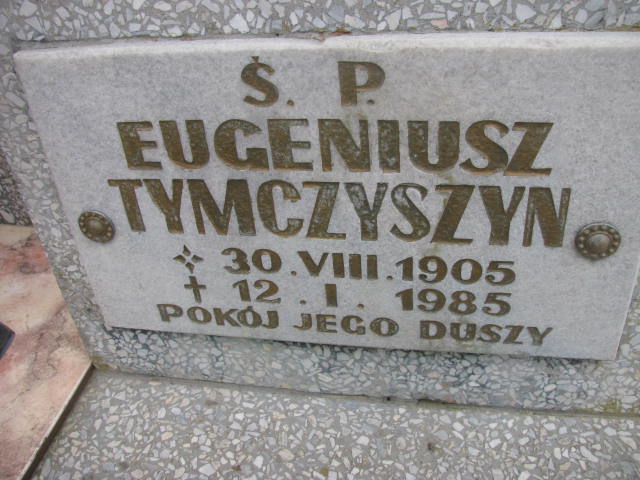 Ś. P.
EUGENIUSZ
TYMCZYSZYN
✧ 30.VIII.1905
✝ 12.I.1985
POKÓJ JEGO DUSZY